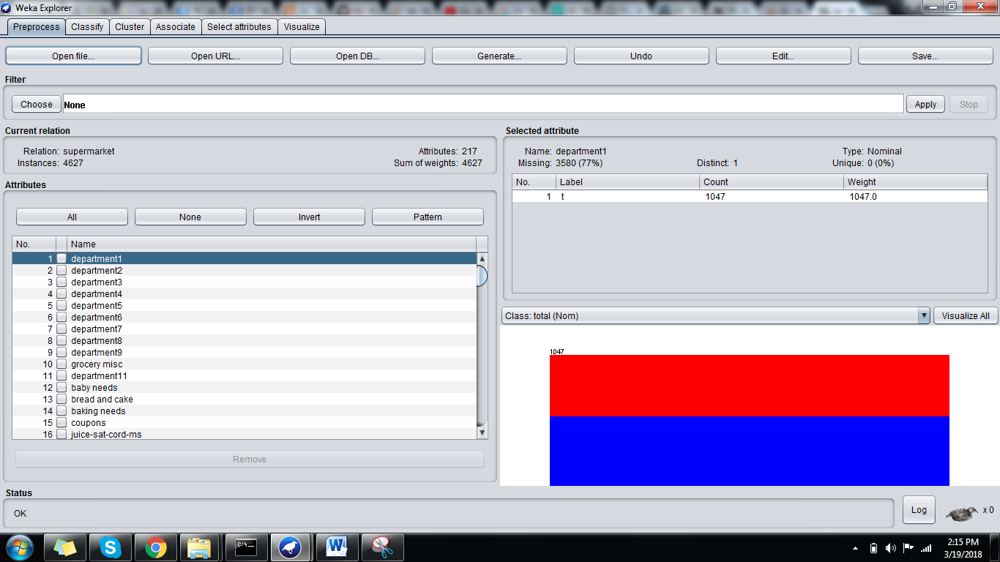 Weka Explorer
Preprocess Classify Cluster Associate Select attributes Visualize
Open file... Open URL... Open DB... Generate... Undo Edit... Save...
Filter
Choose None Apply Stop
Current relation
Relation: supermarket Attributes: 217
Instances: 4627 Sum of weights: 4627
Attributes
All None Invert Pattern
No. Name
1 department1
2 department2
3 department3
4 department4
5 department5
6 department6
7 department7
8 department8
9 department9
10 grocery misc
11 department11
12 baby needs
13 bread and cake
14 baking needs
15 coupons
16 juice-sat-cord-ms
Remove
Selected attribute
Name: department1 Type: Nominal
Missing: 3580 (77%) Distinct: 1 Unique: 0 (0%)
No. Label Count Weight
1 t 1047 1047.0
Class: total (Nom) Visualize All
1047
Status
OK
Log x 0
C:\
S
W
2:15 PM
3/19/2018